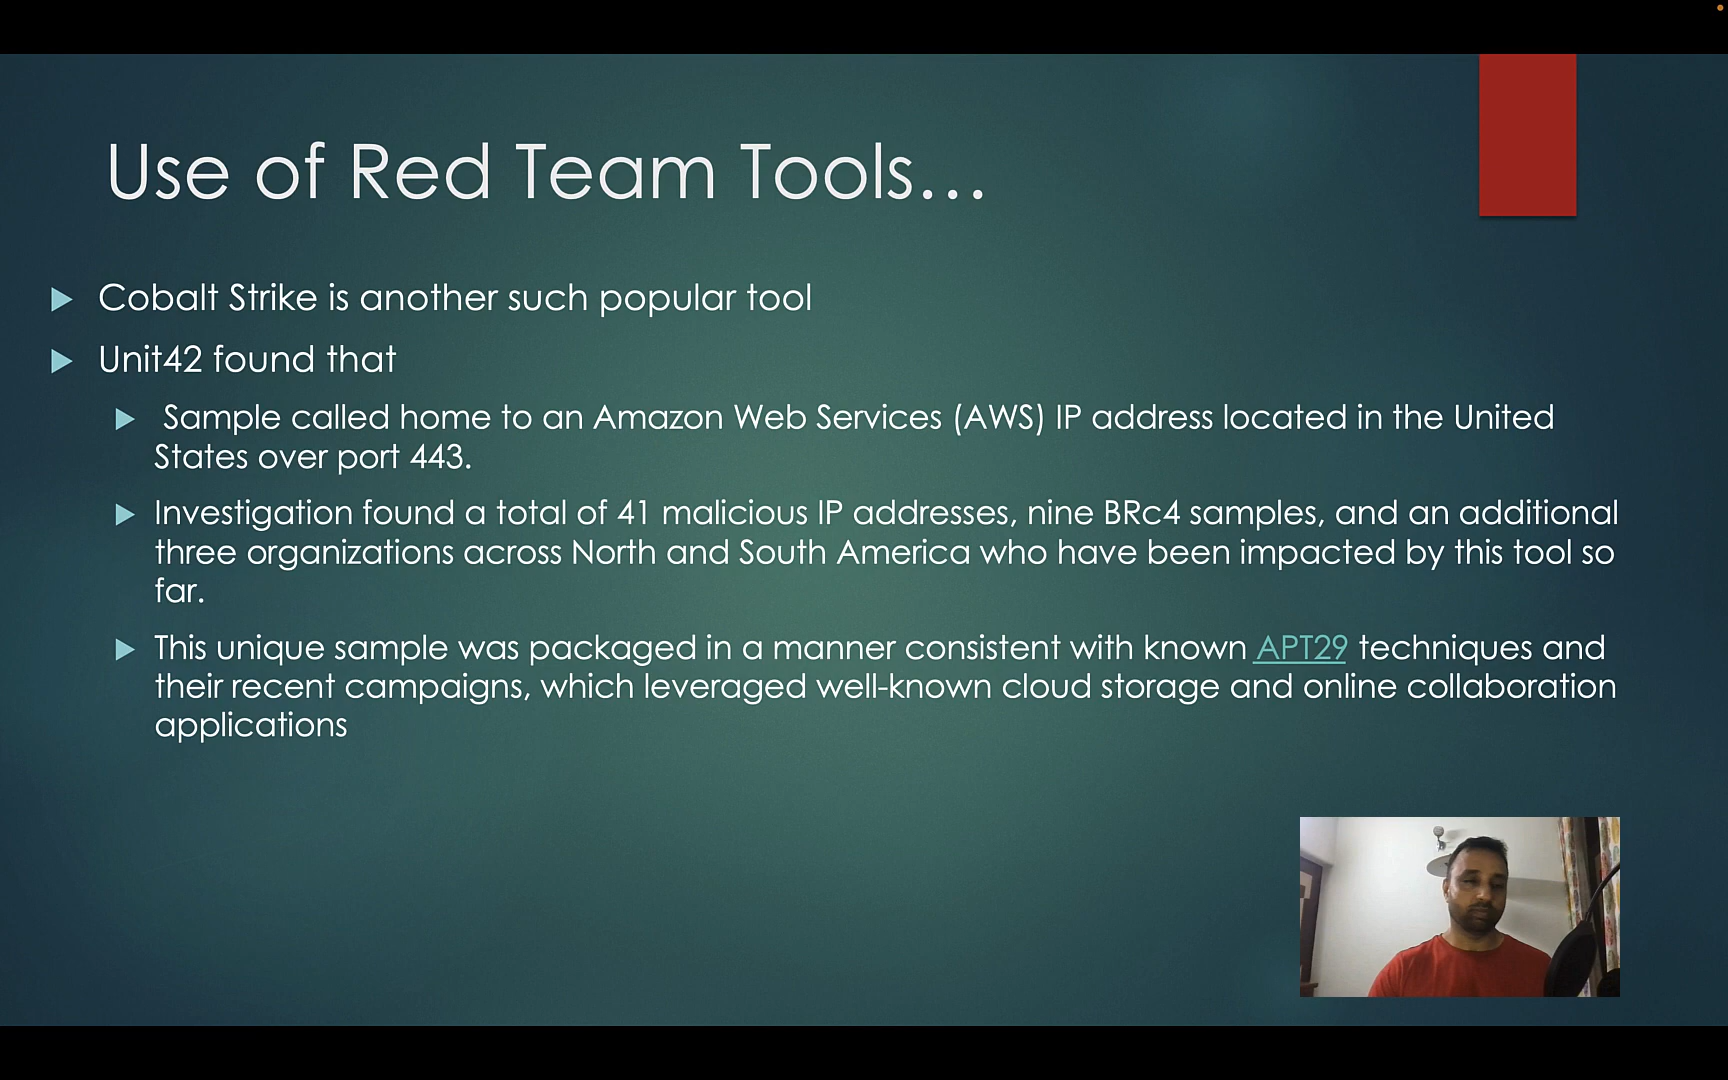 Use of Red Team Tools...
Cobalt Strike is another such popular tool
Unit42 found that
Sample called home to an Amazon Web Services (AWS) IP address located in the United
States over port 443.
Investigation found a total of 41 malicious IP addresses, nine BRc4 samples, and an additional
three organizations across North and South America who have been impacted by this tool so
far.
This unique sample was packaged in a manner consistent with known APT29 techniques and
their recent campaigns, which leveraged well-known cloud storage and online collaboration
applications